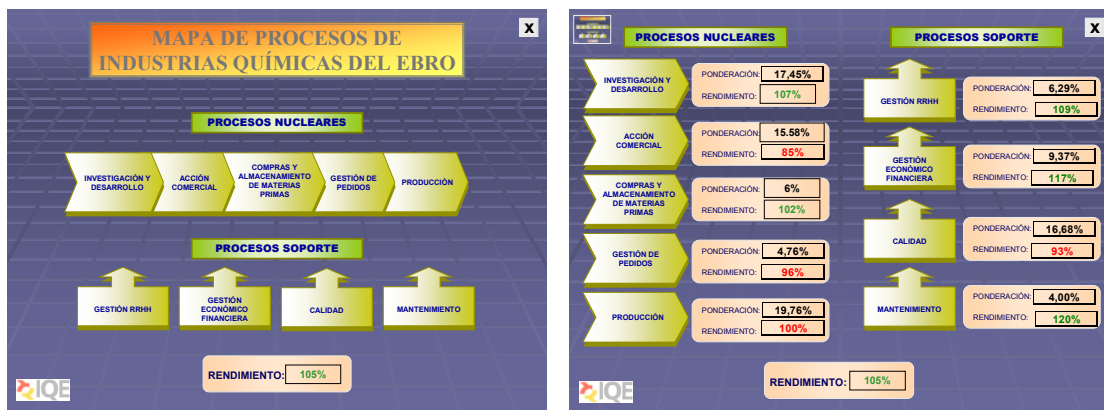 X
MAPA DE PROCESOS DE
INDUSTRIAS QUÍMICAS DEL EBRO
PROCESOS NUCLEARES
INVESTIGACIÓN Y
DESARROLLO
ACCIÓN
COMERCIAL
COMPRAS Y
ALMACENAMIENTO
DE MATERIAS
PRIMAS
GESTIÓN DE
PEDIDOS
PRODUCCIÓN
PROCESOS SOPORTE
GESTIÓN RRHH
GESTIÓN
ECONÓMICO
FINANCIERA
CALIDAD
MANTENIMIENTO
RENDIMIENTO: 105%
IQE
X
PROCESOS NUCLEARES
INVESTIGACIÓN Y
DESARROLLO
PONDERACIÓN: 17,45%
RENDIMIENTO: 107%
ACCIÓN
COMERCIAL
PONDERACIÓN: 15.58%
RENDIMIENTO: 85%
COMPRAS Y
ALMACENAMIENTO
DE MATERIAS
PRIMAS
PONDERACIÓN: 6%
RENDIMIENTO: 102%
GESTIÓN DE
PEDIDOS
PONDERACIÓN: 4,76%
RENDIMIENTO: 96%
PRODUCCIÓN
PONDERACIÓN: 19,76%
RENDIMIENTO: 100%
PROCESOS SOPORTE
GESTIÓN RRHH
PONDERACIÓN: 6,29%
RENDIMIENTO: 109%
GESTIÓN
ECONÓMICO
FINANCIERA
PONDERACIÓN: 9,37%
RENDIMIENTO: 117%
CALIDAD
PONDERACIÓN: 16,68%
RENDIMIENTO: 93%
MANTENIMIENTO
PONDERACIÓN: 4,00%
RENDIMIENTO: 120%
RENDIMIENTO: 105%
IQE